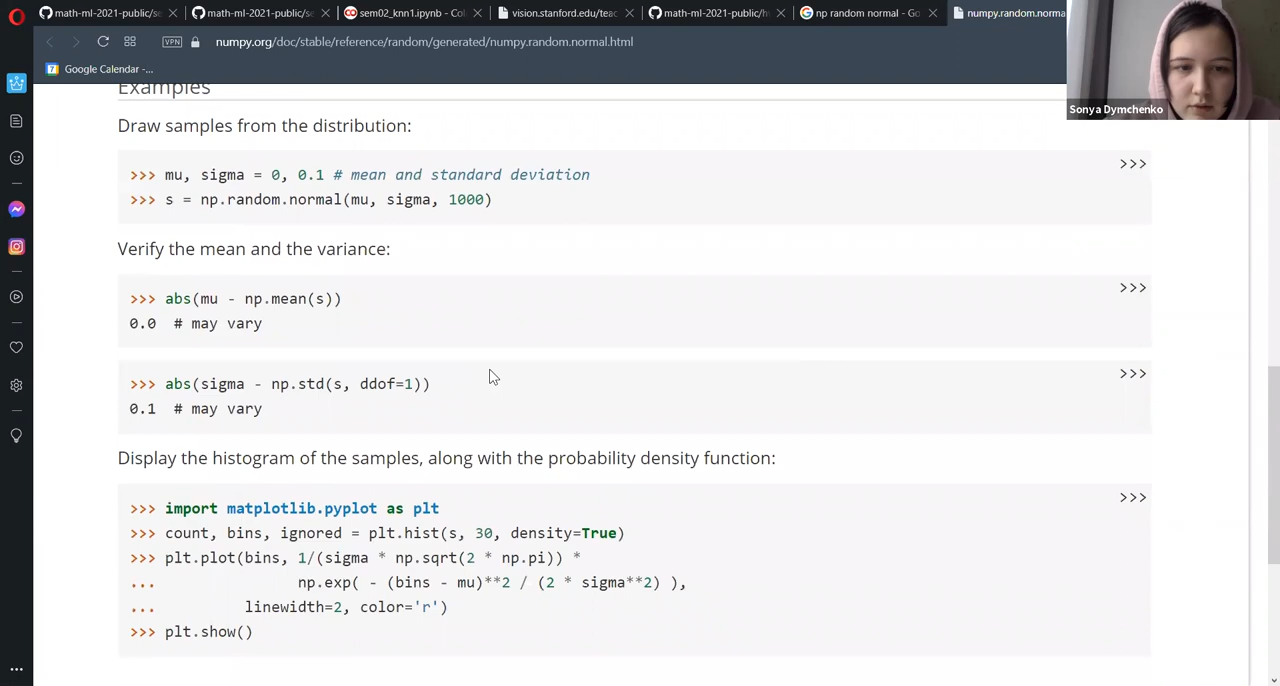 math-ml-2021-public/se
math-ml-2021-public/se
sem02_knn1.ipynb - Co
vision.stanford.edu/teac
math-ml-2021-public/h
np random normal - Go
numpy.random.norma
VPN
numpy.org/doc/stable/reference/random/generated/numpy.random.normal.html
7
Google Calendar -...
Sonya Dymchenko
Examples
Draw samples from the distribution:
>>>
>>> mu, sigma = 0, 0.1 # mean and standard deviation
>>> s = np.random.normal(mu, sigma, 1000)
Verify the mean and the variance:
>>>
>>> abs(mu - np.mean(s))
0.0  # may vary
>>>
>>> abs(sigma - np.std(s, ddof=1))
0.1  # may vary
Display the histogram of the samples, along with the probability density function:
>>>
>>> import matplotlib.pyplot as plt
>>> count, bins, ignored = plt.hist(s, 30, density=True)
>>> plt.plot(bins, 1/(sigma * np.sqrt(2 * np.pi)) *
...                np.exp( - (bins - mu)**2 / (2 * sigma**2) ),
...          linewidth=2, color='r')
>>> plt.show()